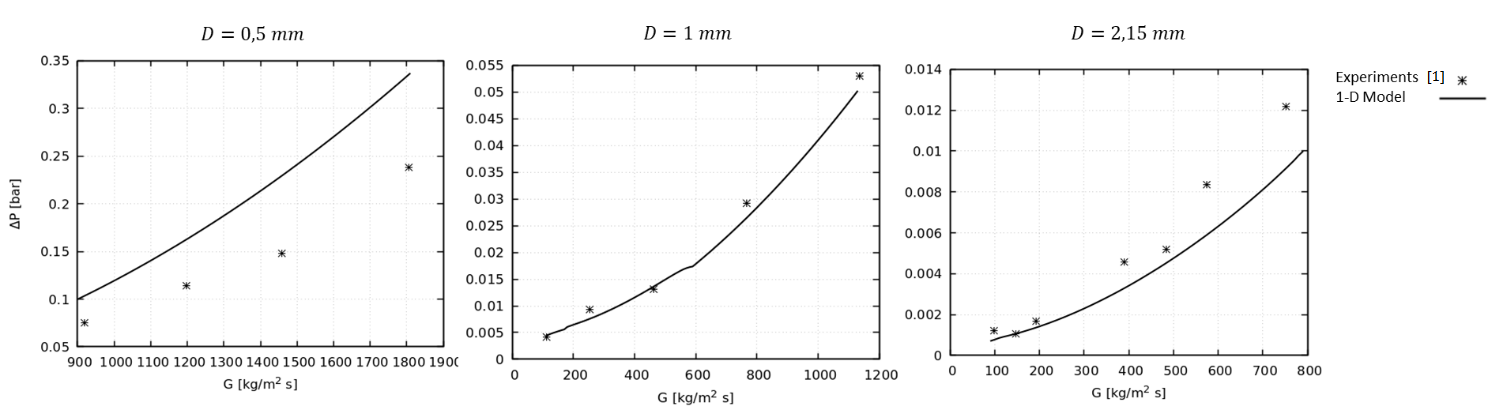 D = 0,5 mm
0.35
0.3
0.25
0.2
0.15
0.1
0.05
ΔP [bar]
900 1000 1100 1200 1300 1400 1500 1600 1700 1800 190
G [kg/m² s]
D = 1 mm
0.055
0.05
0.045
0.04
0.035
0.03
0.025
0.02
0.015
0.01
0.005
0
0 200 400 600 800 1000 1200
G [kg/m² s]
D = 2,15 mm
0.014
0.012
0.01
0.008
0.006
0.004
0.002
0
0 100 200 300 400 500 600 700 800
G [kg/m² s]
Experiments [1]
1-D Model